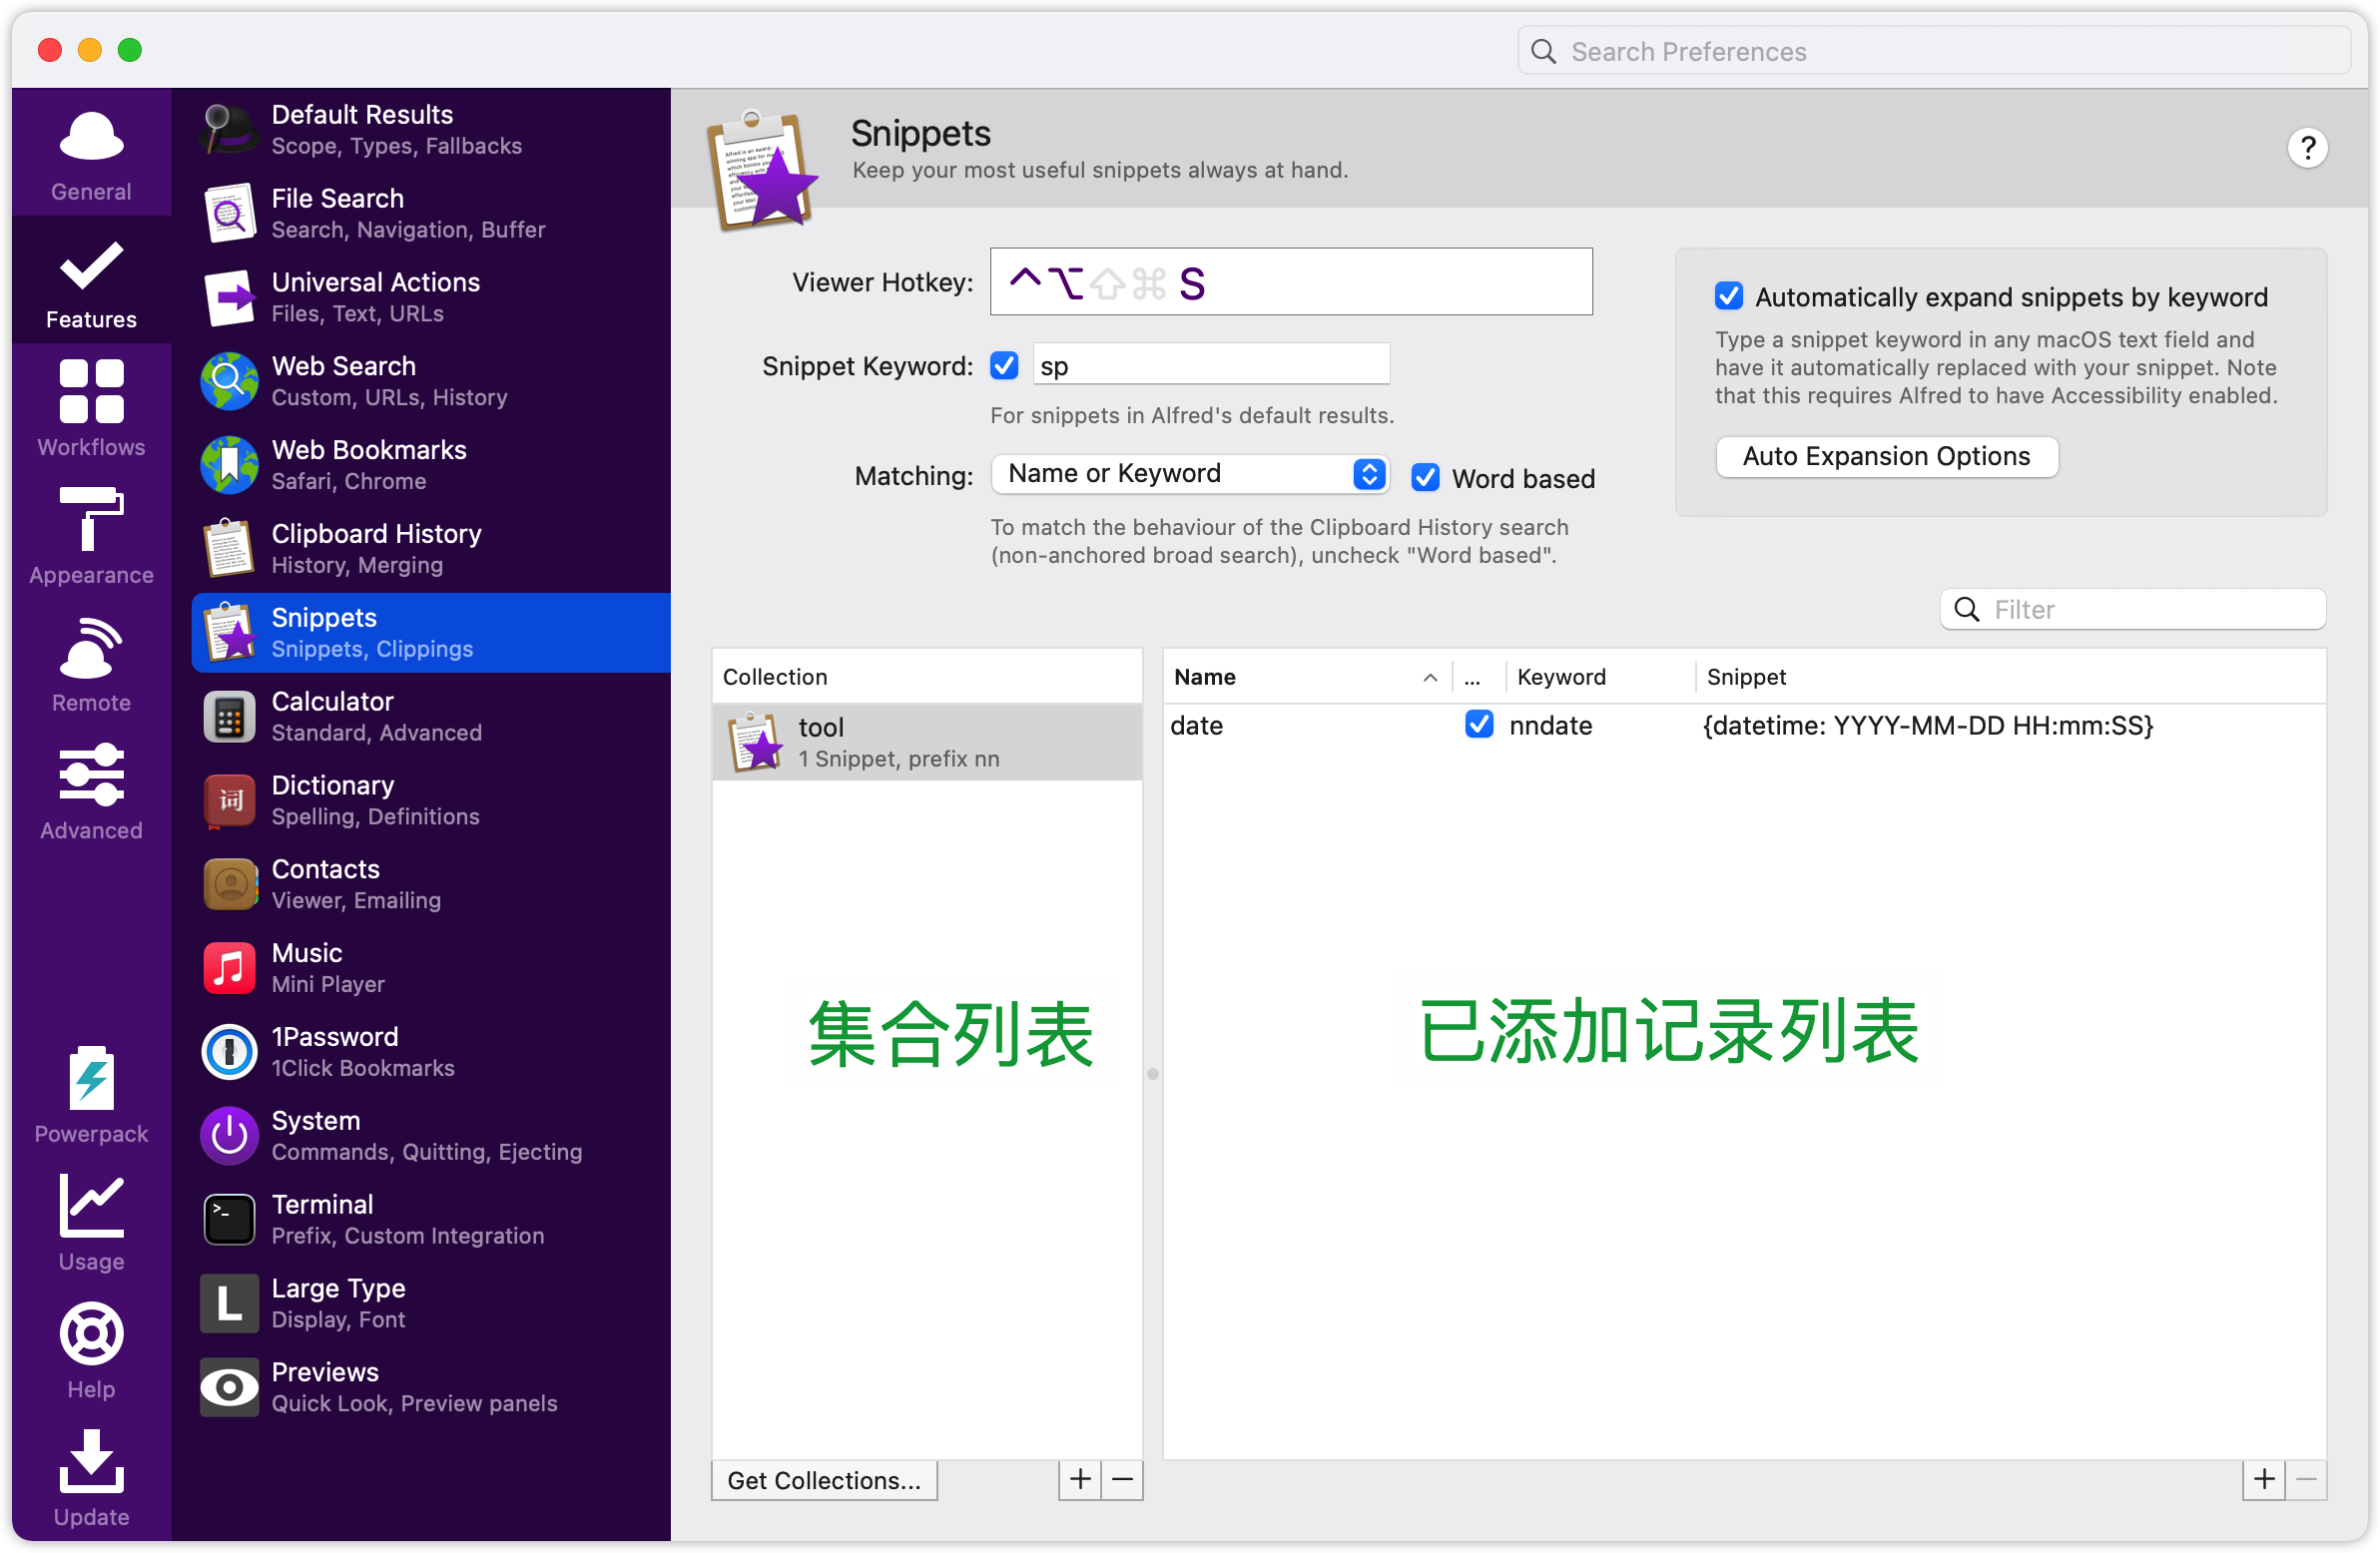 Search Preferences
General
Features
Workflows
Appearance
Remote
Advanced
Powerpack
Usage
Help
Update
Default Results
Scope, Types, Fallbacks
File Search
Search, Navigation, Buffer
Universal Actions
Files, Text, URLs
Web Search
Custom, URLs, History
Web Bookmarks
Safari, Chrome
Clipboard History
History, Merging
Snippets
Snippets, Clippings
Calculator
Standard, Advanced
词
Dictionary
Spelling, Definitions
Contacts
Viewer, Emailing
Music
Mini Player
1Password
1Click Bookmarks
System
Commands, Quitting, Ejecting
>_
Terminal
Prefix, Custom Integration
L
Large Type
Display, Font
Previews
Quick Look, Preview panels
Snippets
Keep your most useful snippets always at hand.
?
Viewer Hotkey: ⌃⌥⇧⌘ S
Snippet Keyword: sp
For snippets in Alfred's default results.
Matching: Name or Keyword Word based
To match the behaviour of the Clipboard History search
(non-anchored broad search), uncheck "Word based".
Automatically expand snippets by keyword
Type a snippet keyword in any macOS text field and
have it automatically replaced with your snippet. Note
that this requires Alfred to have Accessibility enabled.
Auto Expansion Options
Filter
Collection
tool
1 Snippet, prefix nn
集合列表
Get Collections...
+ −
Name ... Keyword Snippet
date nndate {datetime: YYYY-MM-DD HH:mm:SS}
已添加记录列表
+ −